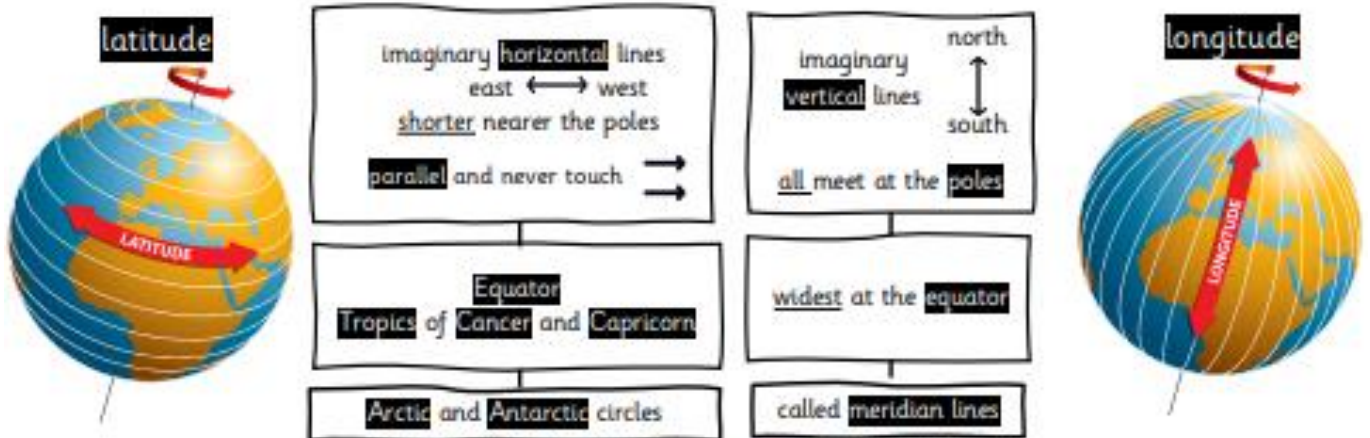 latitude
LATITUDE
imaginary horizontal lines
east west
shorter nearer the poles
parallel and never touch
Equator
Tropics of Cancer and Capricorn
Arctic and Antarctic circles
imaginary
vertical lines
north
south
all meet at the poles
widest at the equator
called meridian lines
longitude
LONGITUDE